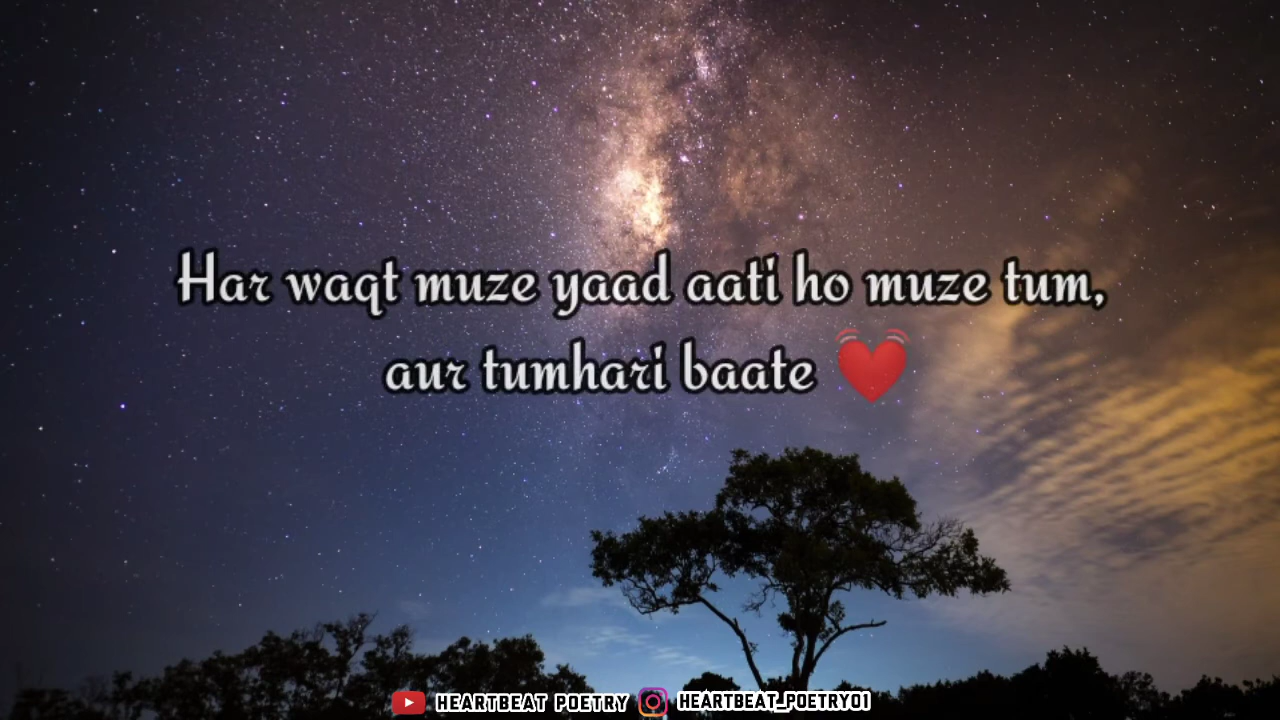 Har waqt muze yaad aati ho muze tum,
aur tumhari baate 💓
HEARTBEAT POETRY HEARTBEAT_POETRY01